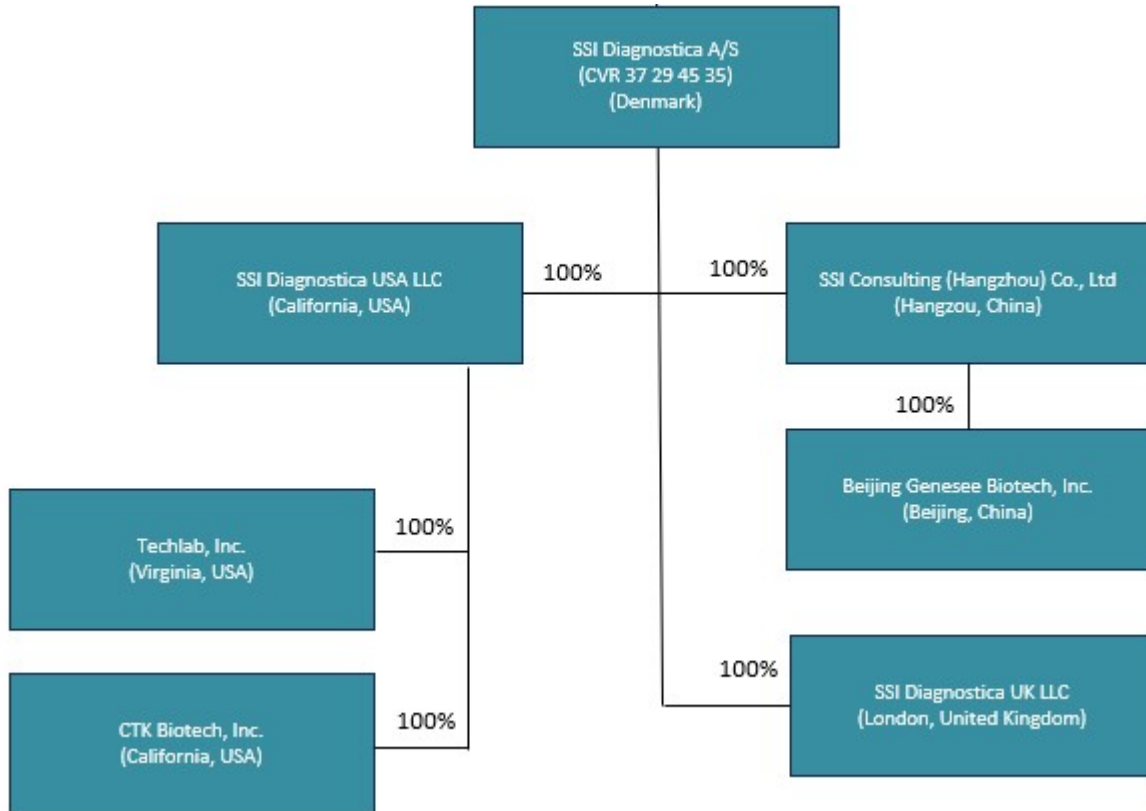 SSI Diagnostica A/S
(CVR 37 29 45 35)
(Denmark)
SSI Diagnostica USA LLC
(California, USA)
100%
100%
SSI Consulting (Hangzhou) Co., Ltd
(Hangzou, China)
100%
Beijing Genesee Biotech, Inc.
(Beijing, China)
Techlab, Inc.
(Virginia, USA)
100%
CTK Biotech, Inc.
(California, USA)
100%
100%
SSI Diagnostica UK LLC
(London, United Kingdom)